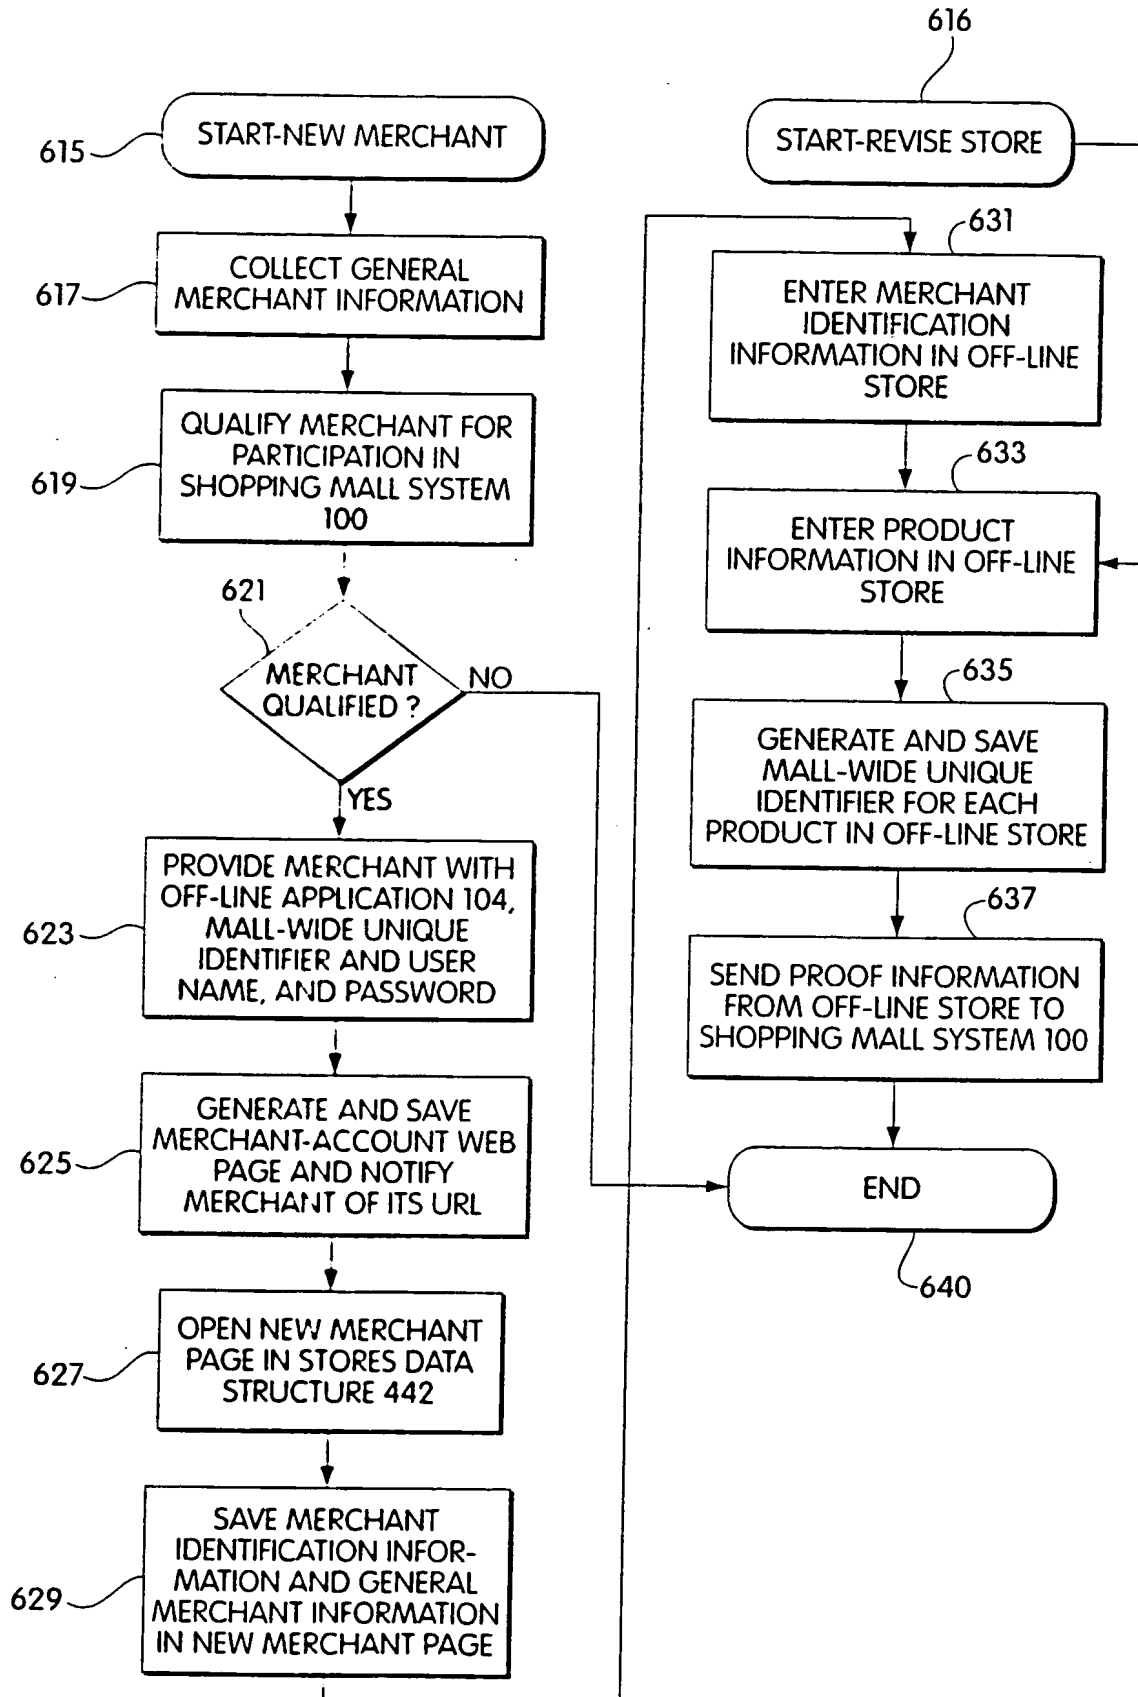 START-NEW MERCHANT
615
COLLECT GENERAL
MERCHANT INFORMATION
617
QUALIFY MERCHANT FOR
PARTICIPATION IN
SHOPPING MALL SYSTEM
100
619
621
MERCHANT
QUALIFIED ?
NO
YES
PROVIDE MERCHANT WITH
OFF-LINE APPLICATION 104,
MALL-WIDE UNIQUE
IDENTIFIER AND USER
NAME, AND PASSWORD
623
GENERATE AND SAVE
MERCHANT-ACCOUNT WEB
PAGE AND NOTIFY
MERCHANT OF ITS URL
625
OPEN NEW MERCHANT
PAGE IN STORES DATA
STRUCTURE 442
627
SAVE MERCHANT
IDENTIFICATION INFOR-
MATION AND GENERAL
MERCHANT INFORMATION
IN NEW MERCHANT PAGE
629
616
START-REVISE STORE
631
ENTER MERCHANT
IDENTIFICATION
INFORMATION IN OFF-LINE
STORE
633
ENTER PRODUCT
INFORMATION IN OFF-LINE
STORE
635
GENERATE AND SAVE
MALL-WIDE UNIQUE
IDENTIFIER FOR EACH
PRODUCT IN OFF-LINE STORE
637
SEND PROOF INFORMATION
FROM OFF-LINE STORE TO
SHOPPING MALL SYSTEM 100
END
640